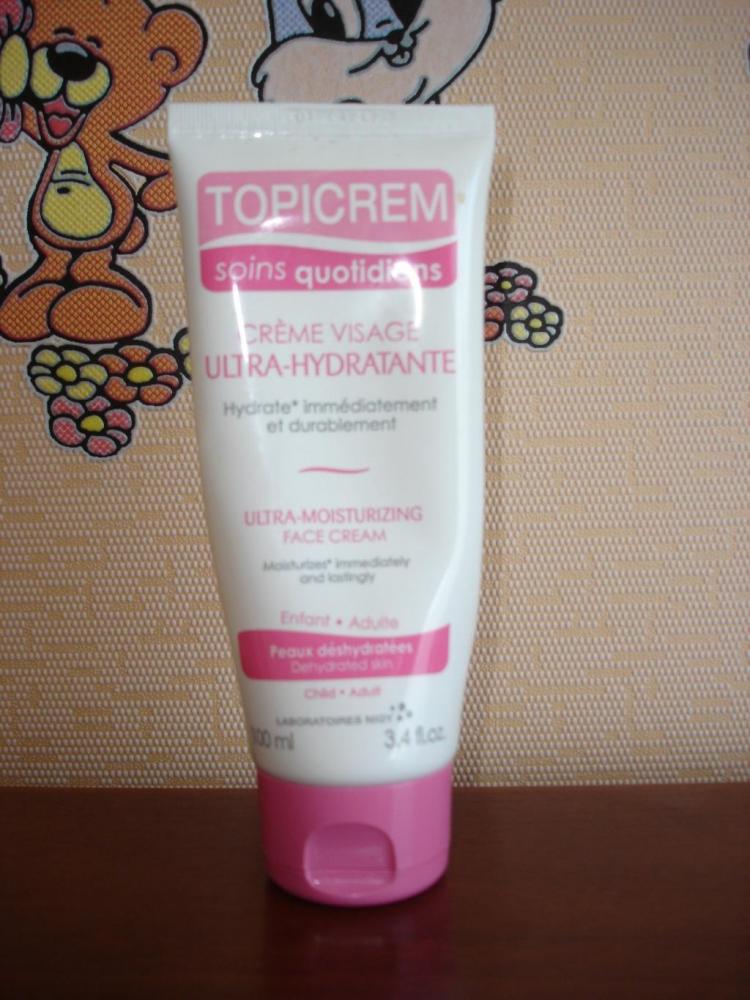 TOPICREM
soins quotidiens
CRÈME VISAGE
ULTRA-HYDRATANTE
Hydrate* immédiatement
et durablement
ULTRA-MOISTURIZING
FACE CREAM
Moisturizes* immediately
and lastingly
Enfant • Adulte
Peaux déshydratées
Dehydrated skin
Child • Adult
LABORATOIRES NIGY
100 ml 3.4 fl.oz.